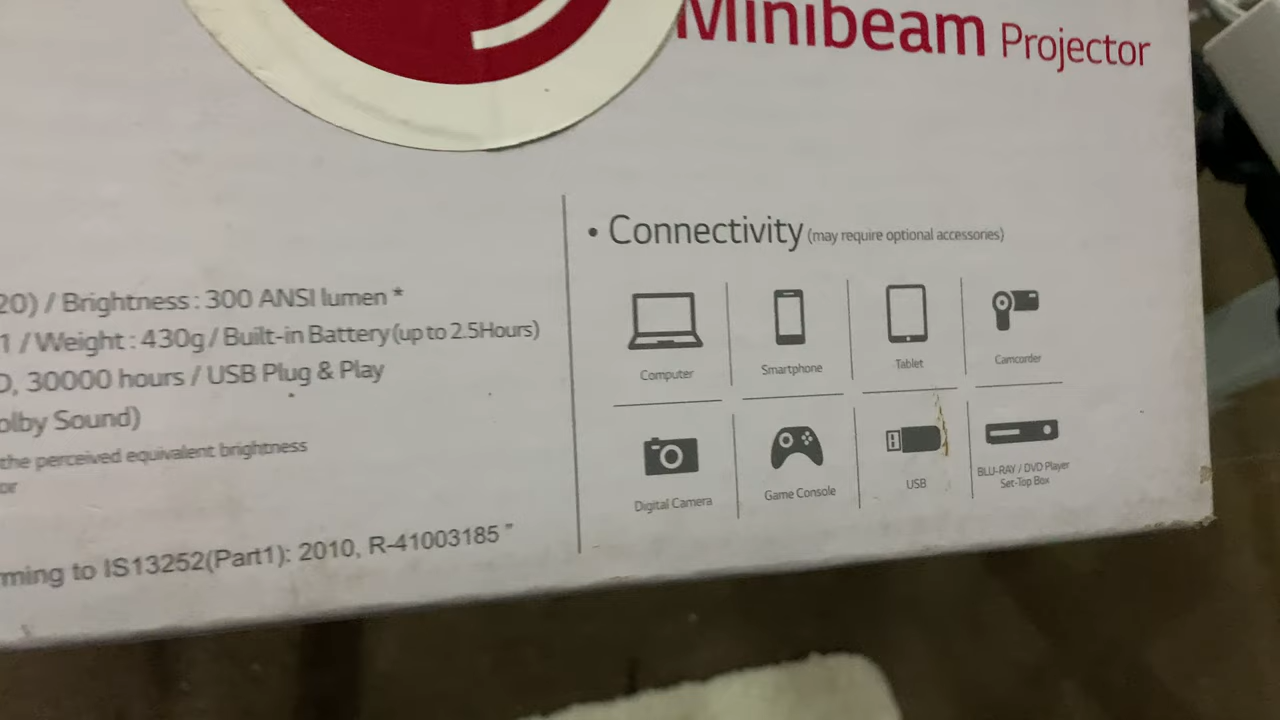 Minibeam Projector
20) / Brightness : 300 ANSI lumen *
1 / Weight : 430g / Built-in Battery (up to 2.5Hours)
D, 30000 hours / USB Plug & Play
olby Sound)
the perceived equivalent brightness
or
rming to IS13252(Part1): 2010, R-41003185 "
• Connectivity (may require optional accessories)
Computer
Smartphone
Tablet
Camcorder
Digital Camera
Game Console
USB
BLU-RAY / DVD Player
Set-Top Box